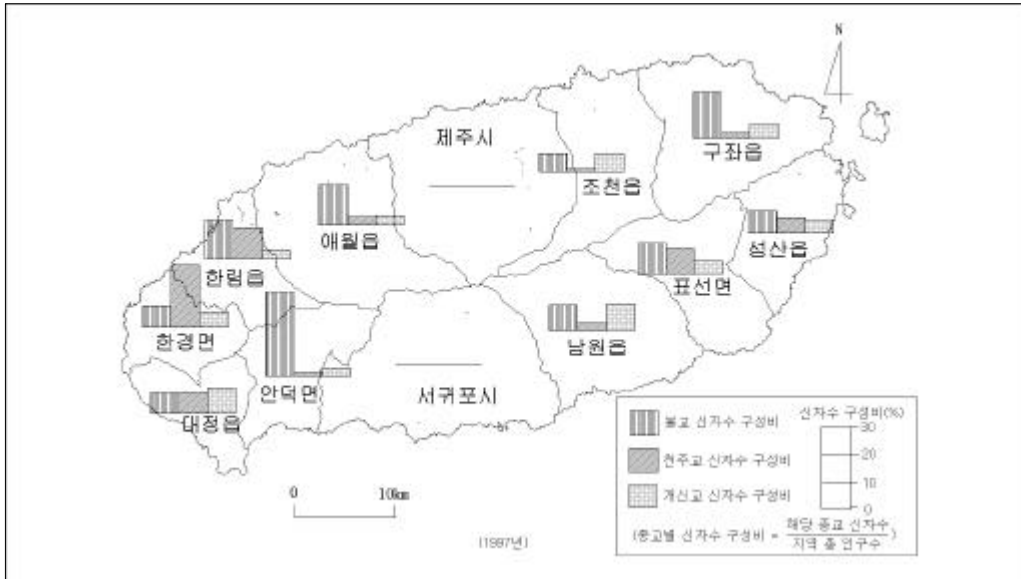 N
제주시
구좌읍
조천읍
애월읍
성산읍
한림읍
표선면
한경면
남원읍
안덕면
서귀포시
대정읍
0 10km
(1997년)
신자수 구성비(%)
30
20
10
0
불교 신자수 구성비
천주교 신자수 구성비
개신교 신자수 구성비
(종교별 신자수 구성비 = 해당 종교 신자수
지역 총 인구수 )